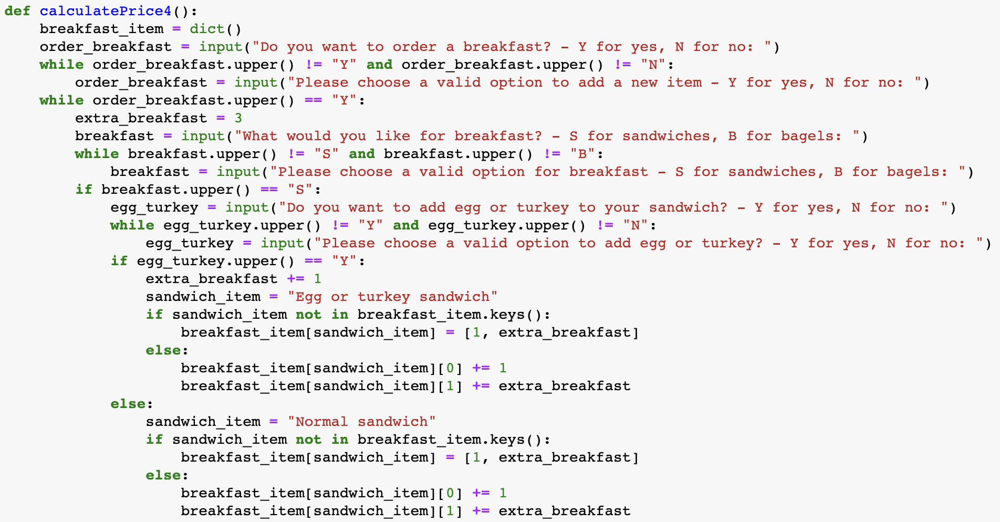 def calculatePrice4():
    breakfast_item = dict()
    order_breakfast = input("Do you want to order a breakfast? - Y for yes, N for no: ")
    while order_breakfast.upper() != "Y" and order_breakfast.upper() != "N":
        order_breakfast = input("Please choose a valid option to add a new item - Y for yes, N for no: ")
    while order_breakfast.upper() == "Y":
        extra_breakfast = 3
        breakfast = input("What would you like for breakfast? - S for sandwiches, B for bagels: ")
        while breakfast.upper() != "S" and breakfast.upper() != "B":
            breakfast = input("Please choose a valid option for breakfast - S for sandwiches, B for bagels: ")
        if breakfast.upper() == "S":
            egg_turkey = input("Do you want to add egg or turkey to your sandwich? - Y for yes, N for no: ")
            while egg_turkey.upper() != "Y" and egg_turkey.upper() != "N":
                egg_turkey = input("Please choose a valid option to add egg or turkey? - Y for yes, N for no: ")
            if egg_turkey.upper() == "Y":
                extra_breakfast += 1
                sandwich_item = "Egg or turkey sandwich"
                if sandwich_item not in breakfast_item.keys():
                    breakfast_item[sandwich_item] = [1, extra_breakfast]
                else:
                    breakfast_item[sandwich_item][0] += 1
                    breakfast_item[sandwich_item][1] += extra_breakfast
            else:
                sandwich_item = "Normal sandwich"
                if sandwich_item not in breakfast_item.keys():
                    breakfast_item[sandwich_item] = [1, extra_breakfast]
                else:
                    breakfast_item[sandwich_item][0] += 1
                    breakfast_item[sandwich_item][1] += extra_breakfast